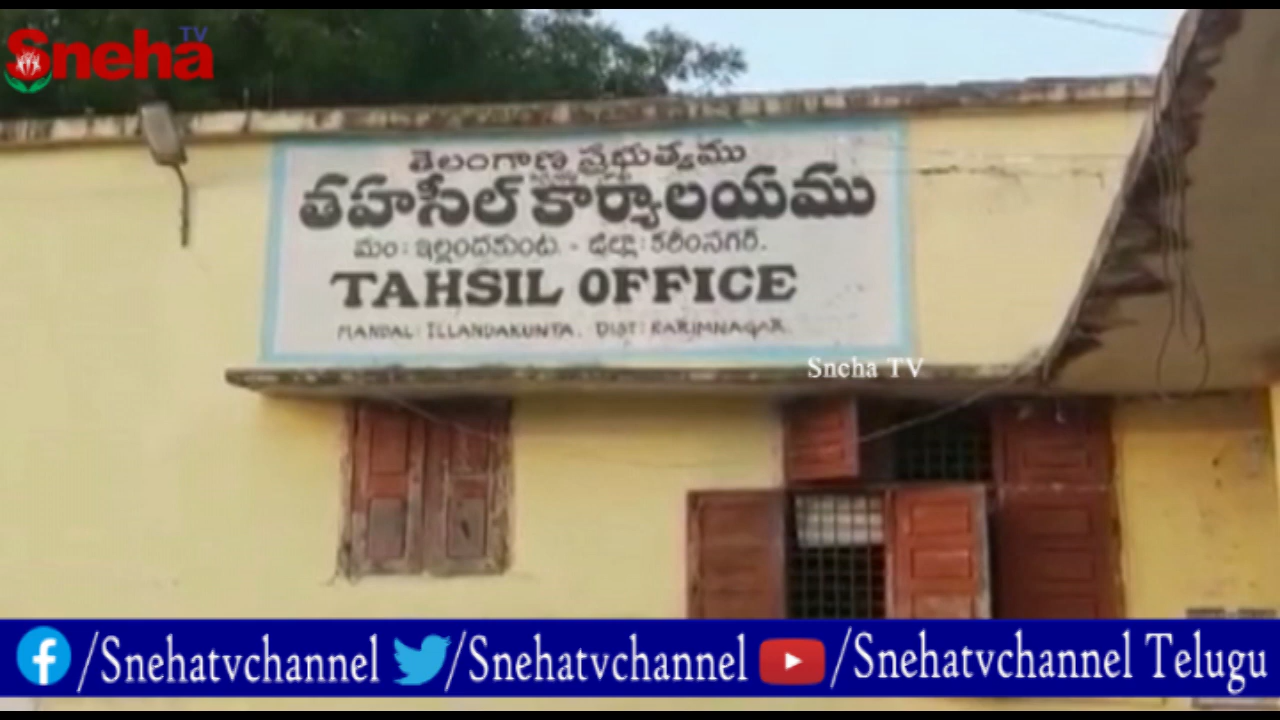 Sneha TV
తెలంగాణ ప్రభుత్వము
తహసీల్ కార్యాలయము
మం: ఇల్లందకుంట - జిల్లా: కరీంనగర్.
TAHSIL OFFICE
MANDAL: ILLANDAKUNTA. DIST: KARIMNAGAR.
Sneha TV
/Snehatvchannel /Snehatvchannel /Snehatvchannel Telugu